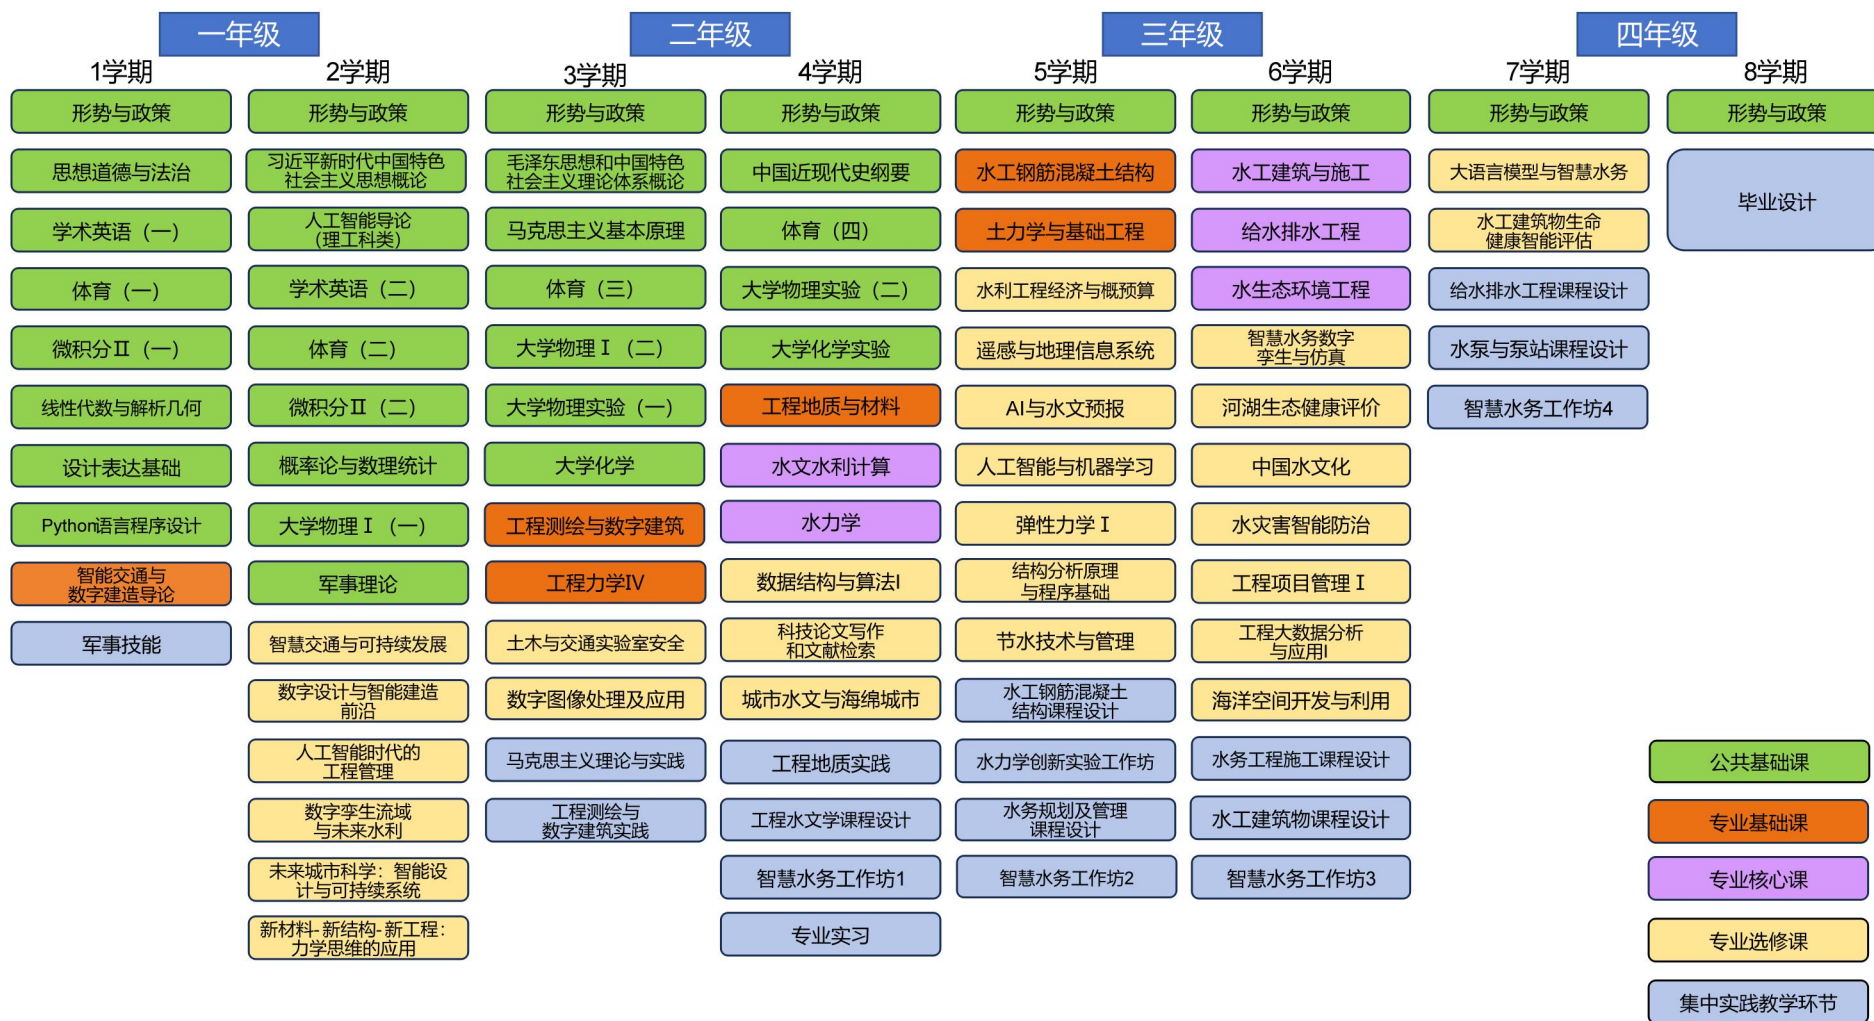 一年级
二年级
三年级
四年级
1学期
2学期
3学期
4学期
5学期
6学期
7学期
8学期
形势与政策
思想道德与法治
学术英语（一）
体育（一）
微积分Ⅱ（一）
线性代数与解析几何
设计表达基础
Python语言程序设计
智能交通与
数字建造导论
军事技能
形势与政策
习近平新时代中国特色
社会主义思想概论
人工智能导论
（理工科类）
学术英语（二）
体育（二）
微积分Ⅱ（二）
概率论与数理统计
大学物理Ⅰ（一）
军事理论
智慧交通与可持续发展
数字设计与智能建造
前沿
人工智能时代的
工程管理
数字孪生流域
与未来水利
未来城市科学：智能设
计与可持续系统
新材料-新结构-新工程：
力学思维的应用
形势与政策
毛泽东思想和中国特色
社会主义理论体系概论
马克思主义基本原理
体育（三）
大学物理Ⅰ（二）
大学物理实验（一）
大学化学
工程测绘与数字建筑
工程力学IV
土木与交通实验室安全
数字图像处理及应用
马克思主义理论与实践
工程测绘与
数字建筑实践
形势与政策
中国近现代史纲要
体育（四）
大学物理实验（二）
大学化学实验
工程地质与材料
水文水利计算
水力学
数据结构与算法I
科技论文写作
和文献检索
城市水文与海绵城市
工程地质实践
工程水文学课程设计
智慧水务工作坊1
专业实习
形势与政策
水工钢筋混凝土结构
土力学与基础工程
水利工程经济与概预算
遥感与地理信息系统
AI与水文预报
人工智能与机器学习
弹性力学Ⅰ
结构分析原理
与程序基础
节水技术与管理
水工钢筋混凝土
结构课程设计
水力学创新实验工作坊
水务规划及管理
课程设计
智慧水务工作坊2
形势与政策
水工建筑与施工
给水排水工程
水生态环境工程
智慧水务数字
孪生与仿真
河湖生态健康评价
中国水文化
水灾害智能防治
工程项目管理Ⅰ
工程大数据分析
与应用I
海洋空间开发与利用
水务工程施工课程设计
水工建筑物课程设计
智慧水务工作坊3
形势与政策
大语言模型与智慧水务
水工建筑物生命
健康智能评估
给水排水工程课程设计
水泵与泵站课程设计
智慧水务工作坊4
形势与政策
毕业设计
公共基础课
专业基础课
专业核心课
专业选修课
集中实践教学环节